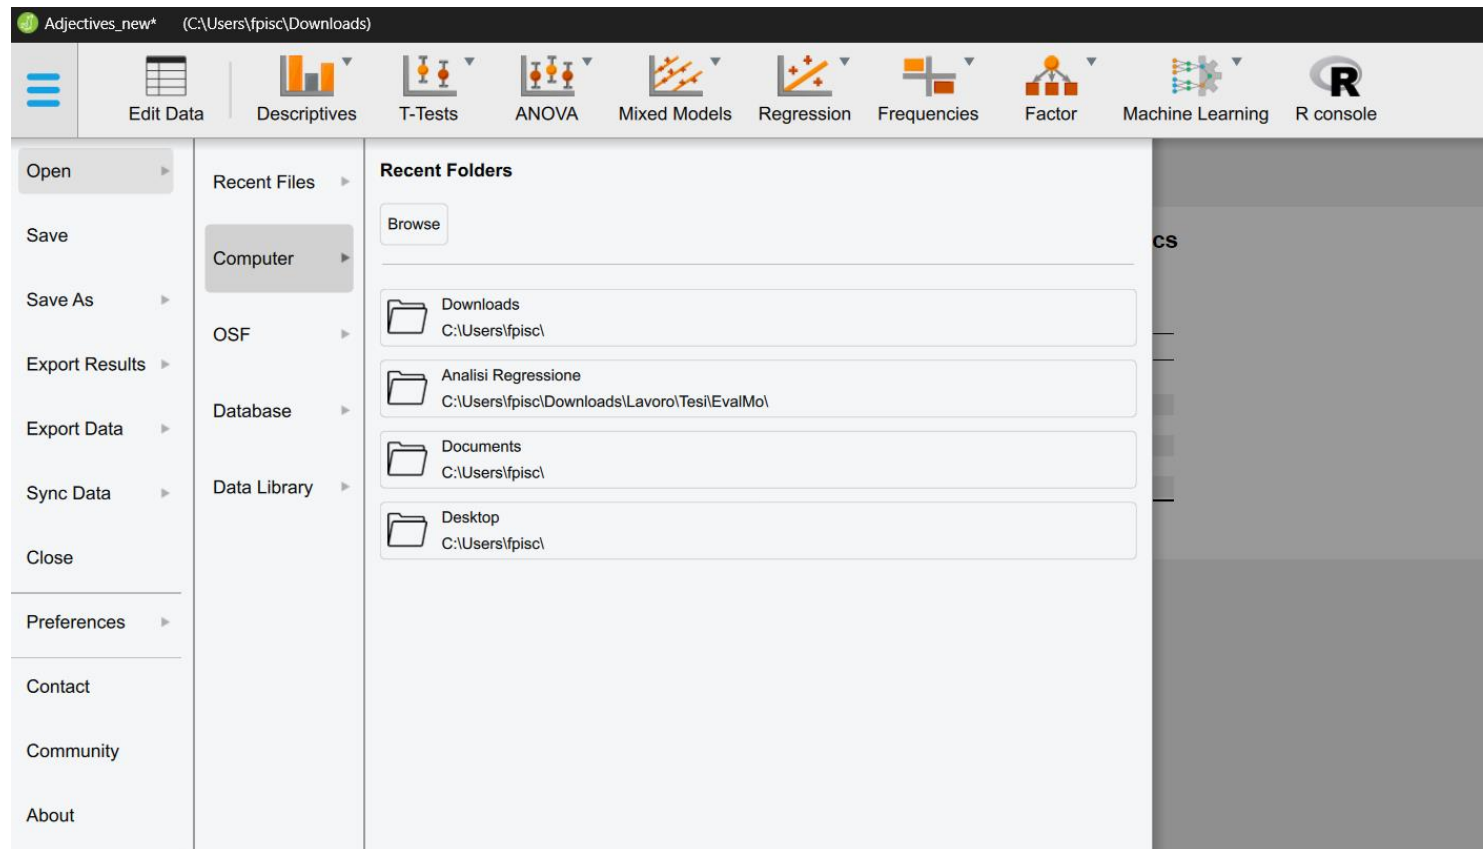 Adjectives_new* (C:\Users\fpisc\Downloads)
Edit Data Descriptives T-Tests ANOVA Mixed Models Regression Frequencies Factor Machine Learning R console
Open
Save
Save As
Export Results
Export Data
Sync Data
Close
Preferences
Contact
Community
About
Recent Files
Computer
OSF
Database
Data Library
Recent Folders
Browse
Downloads
C:\Users\fpisc\
Analisi Regressione
C:\Users\fpisc\Downloads\Lavoro\Tesi\EvalMo\
Documents
C:\Users\fpisc\
Desktop
C:\Users\fpisc\
cs